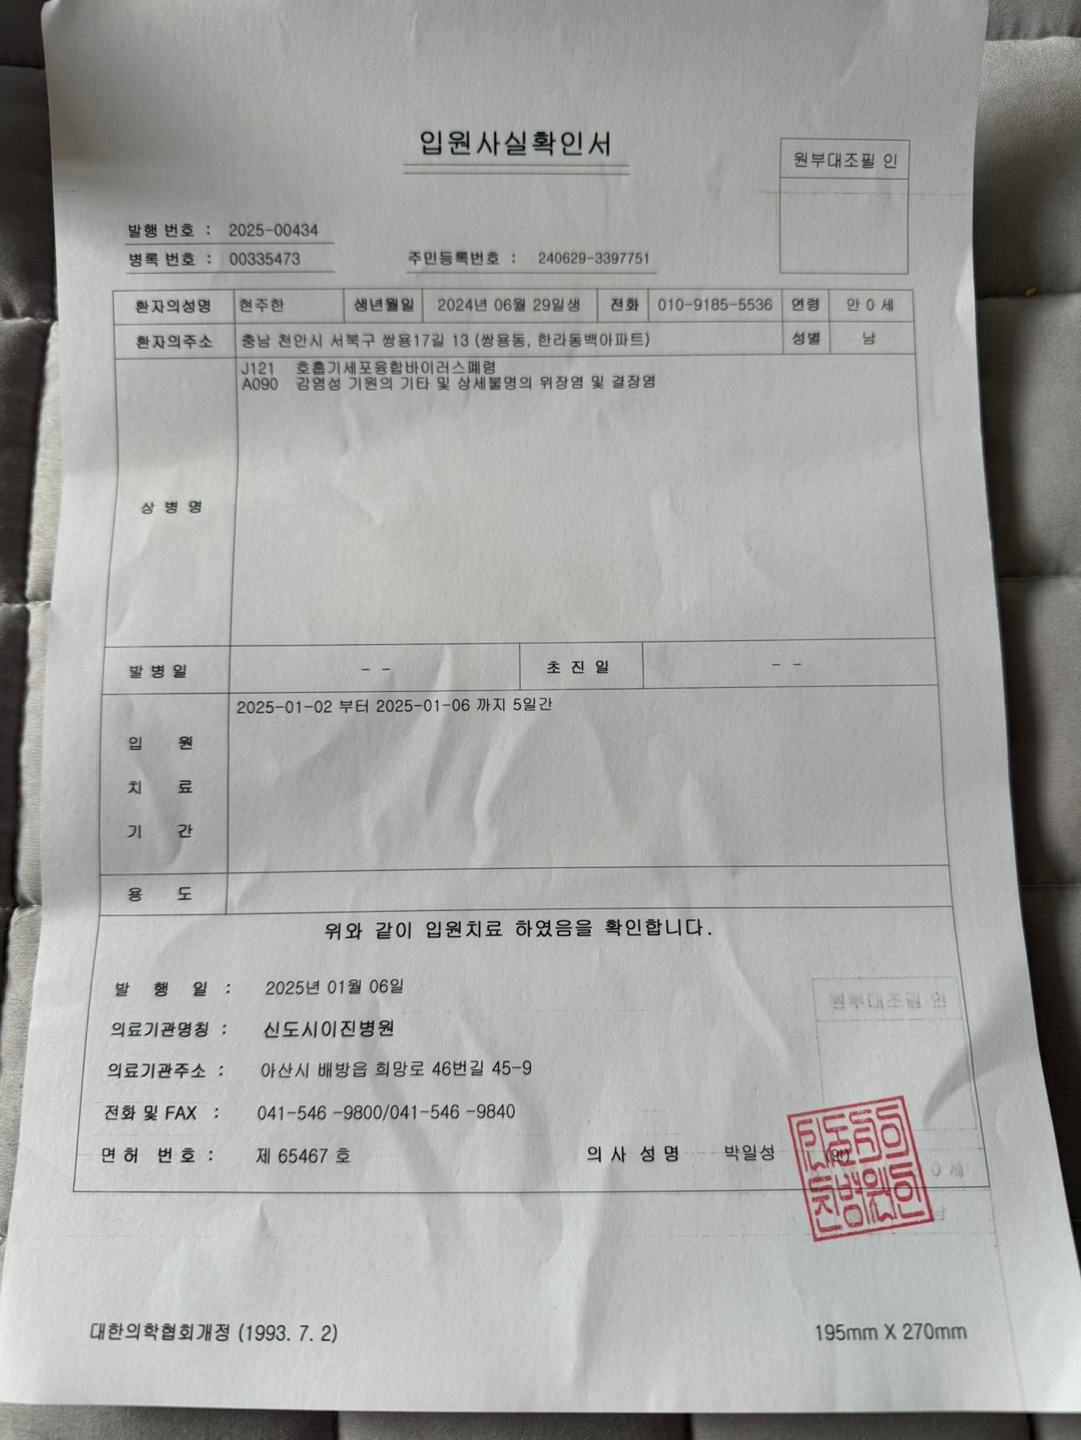 입원사실확인서
원부대조필 인
발행 번호 : 2025-00434
병록 번호 : 00335473 주민등록번호 : 240629-3397751
환자의성명 현주한 생년월일 2024년 06월 29일생 전화 010-9185-5536 연령 만 0 세
환자의주소 충남 천안시 서북구 쌍용17길 13 (쌍용동, 한라동백아파트) 성별 남
J121 호흡기세포융합바이러스폐렴
A090 감염성 기원의 기타 및 상세불명의 위장염 및 결장염
상 병 명
발 병 일 - - 초 진 일 - -
2025-01-02 부터 2025-01-06 까지 5일간
입 원
치 료
기 간
용 도
위와 같이 입원치료 하였음을 확인합니다.
발 행 일 : 2025년 01월 06일
의료기관명칭 : 신도시이진병원
의료기관주소 : 아산시 배방읍 희망로 46번길 45-9
전화 및 FAX : 041-546 -9800/041-546 -9840
면 허 번 호 : 제 65467 호 의 사 성 명 박일성 (인)
대한의학협회개정 (1993. 7. 2) 195mm X 270mm